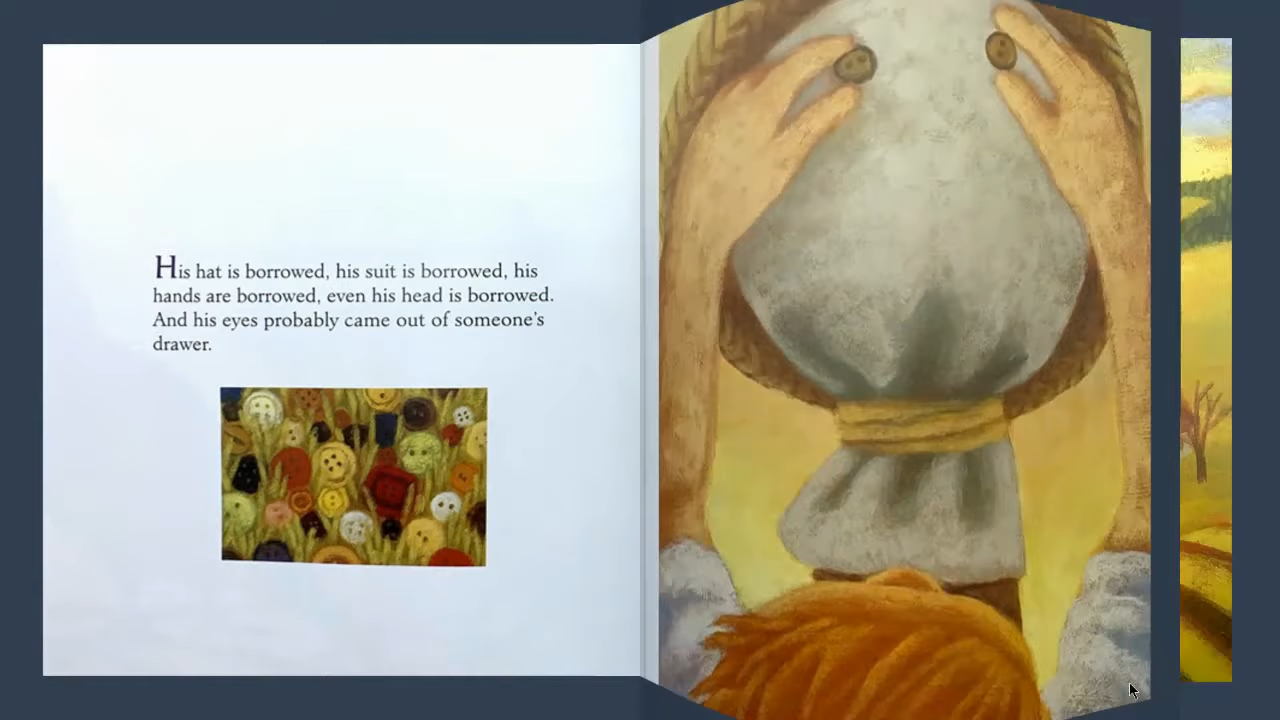 His hat is borrowed, his suit is borrowed, his
hands are borrowed, even his head is borrowed.
And his eyes probably came out of someone's
drawer.